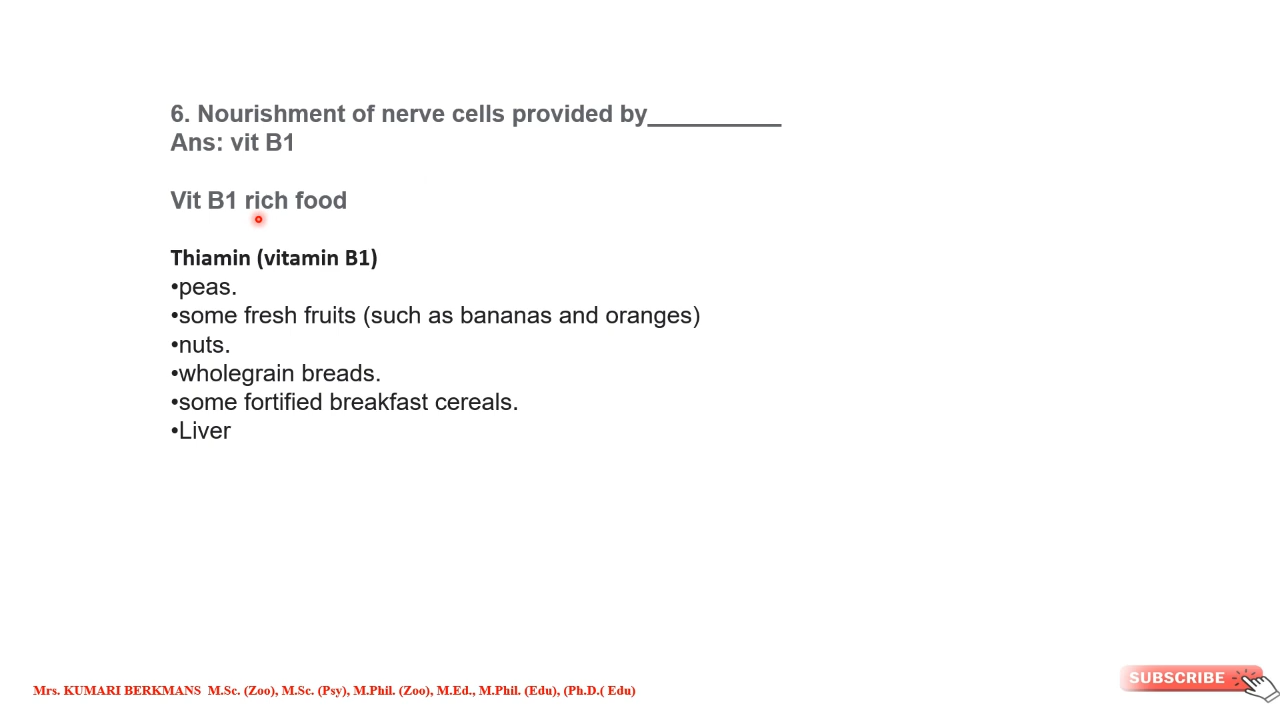 6. Nourishment of nerve cells provided by__________
Ans: vit B1
Vit B1 rich food
Thiamin (vitamin B1)
•peas.
•some fresh fruits (such as bananas and oranges)
•nuts.
•wholegrain breads.
•some fortified breakfast cereals.
•Liver
Mrs. KUMARI BERKMANS M.Sc. (Zoo), M.Sc. (Psy), M.Phil. (Zoo), M.Ed., M.Phil. (Edu), (Ph.D.( Edu)
SUBSCRIBE